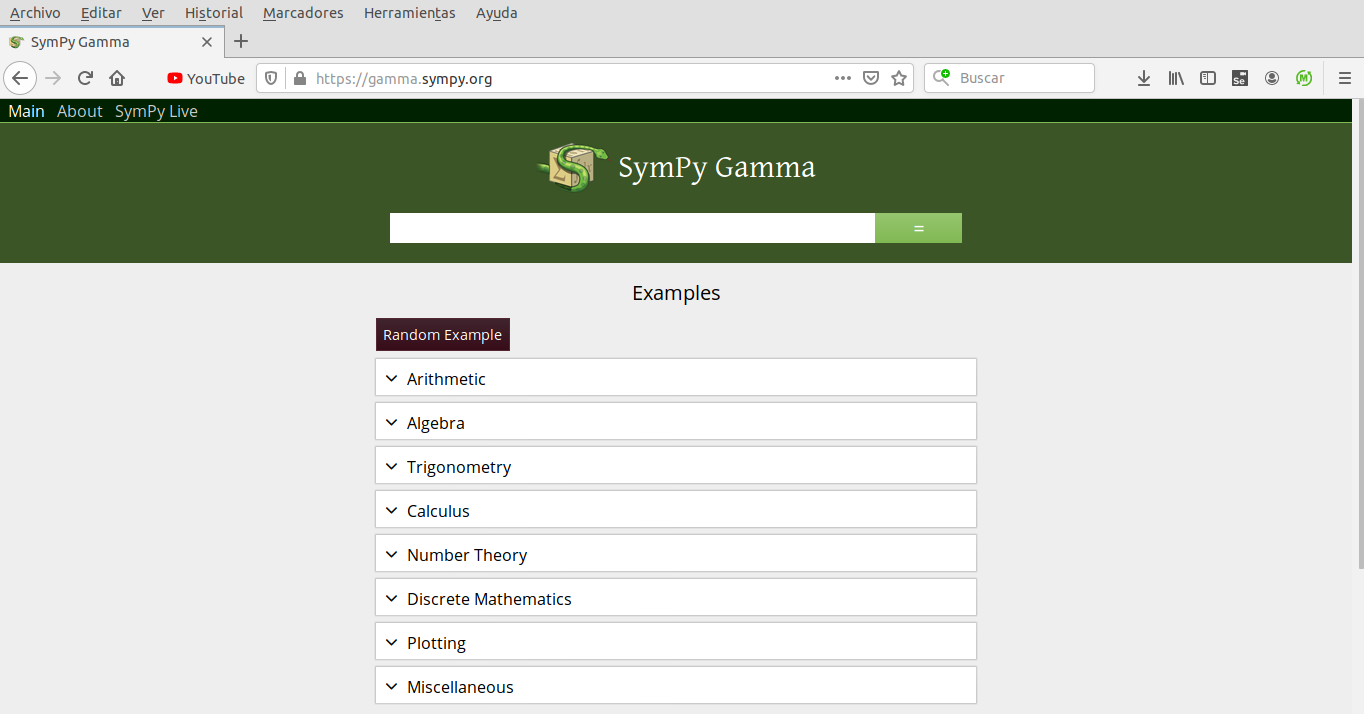 Archivo Editar Ver Historial Marcadores Herramientas Ayuda
SymPy Gamma
YouTube https://gamma.sympy.org Buscar Se M
Main About SymPy Live
SymPy Gamma
=
Examples
Random Example
Arithmetic
Algebra
Trigonometry
Calculus
Number Theory
Discrete Mathematics
Plotting
Miscellaneous